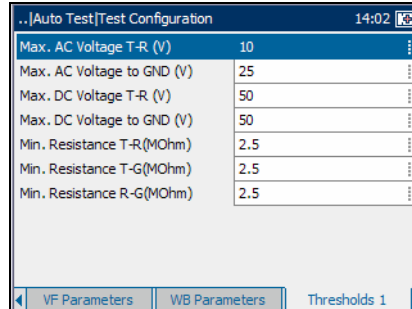 ..|Auto Test|Test Configuration 14:02
Max. AC Voltage T-R (V) 10
Max. AC Voltage to GND (V) 25
Max. DC Voltage T-R (V) 50
Max. DC Voltage to GND (V) 50
Min. Resistance T-R(MOhm) 2.5
Min. Resistance T-G(MOhm) 2.5
Min. Resistance R-G(MOhm) 2.5
VF Parameters WB Parameters Thresholds 1